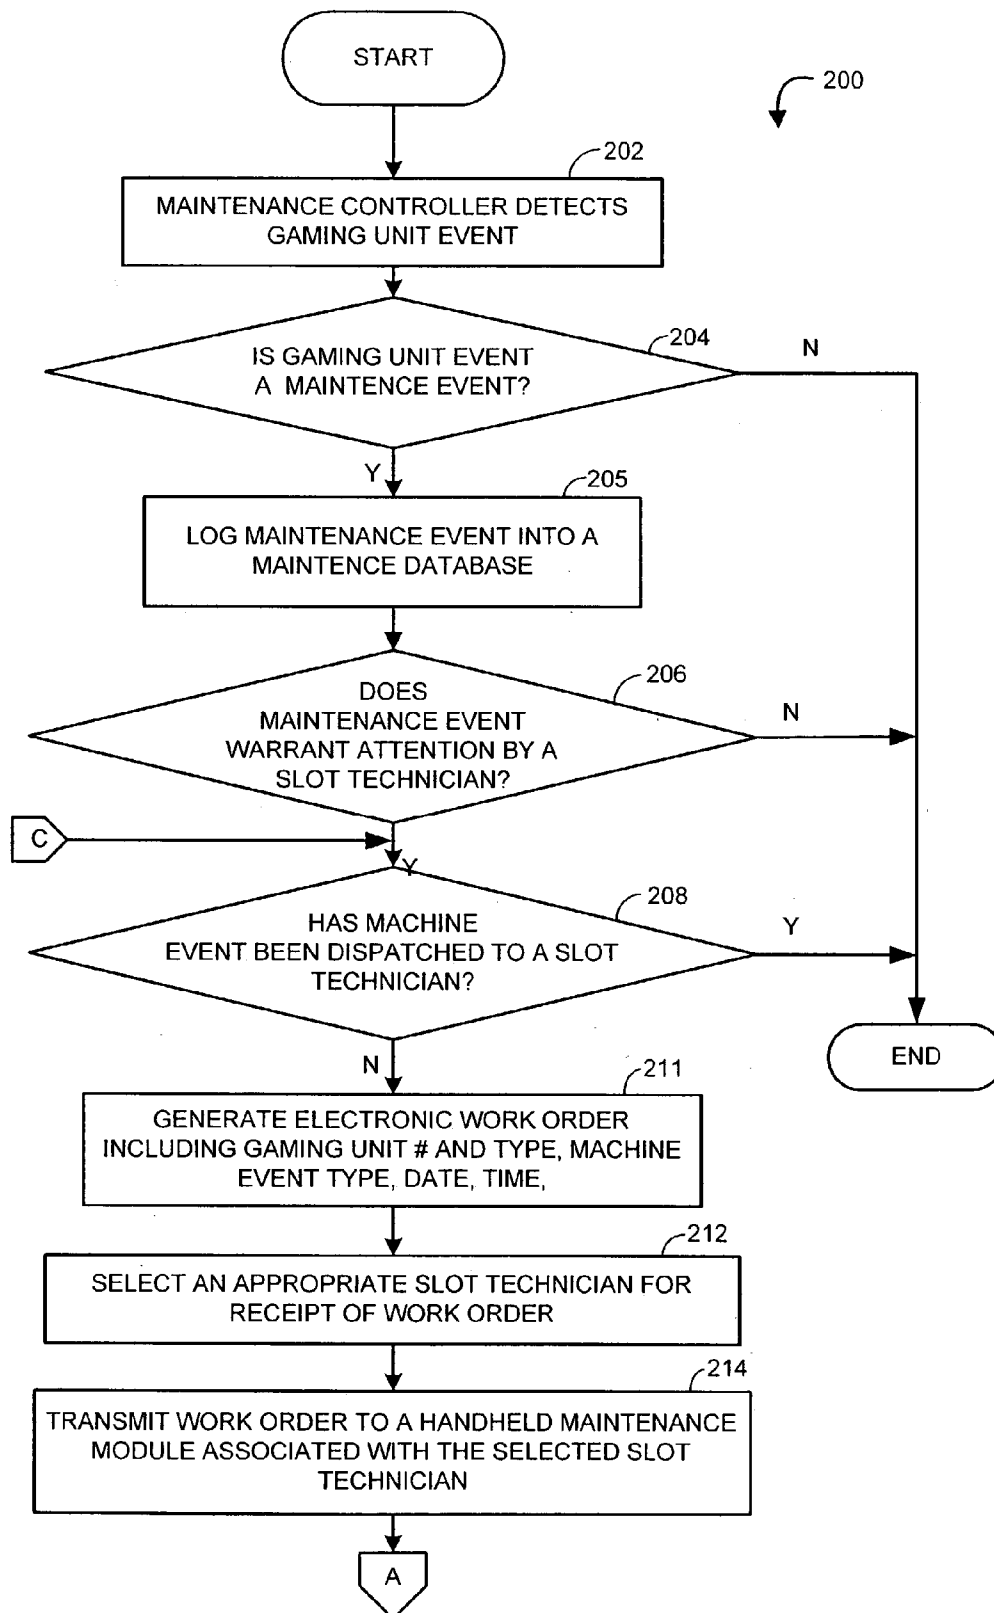 START
200
202
MAINTENANCE CONTROLLER DETECTS
GAMING UNIT EVENT
204
N
IS GAMING UNIT EVENT
A MAINTENCE EVENT?
Y
205
LOG MAINTENANCE EVENT INTO A
MAINTENCE DATABASE
206
N
DOES
MAINTENANCE EVENT
WARRANT ATTENTION BY A
SLOT TECHNICIAN?
C
Y
208
Y
HAS MACHINE
EVENT BEEN DISPATCHED TO A SLOT
TECHNICIAN?
END
N
211
GENERATE ELECTRONIC WORK ORDER
INCLUDING GAMING UNIT # AND TYPE, MACHINE
EVENT TYPE, DATE, TIME,
212
SELECT AN APPROPRIATE SLOT TECHNICIAN FOR
RECEIPT OF WORK ORDER
214
TRANSMIT WORK ORDER TO A HANDHELD MAINTENANCE
MODULE ASSOCIATED WITH THE SELECTED SLOT
TECHNICIAN
A